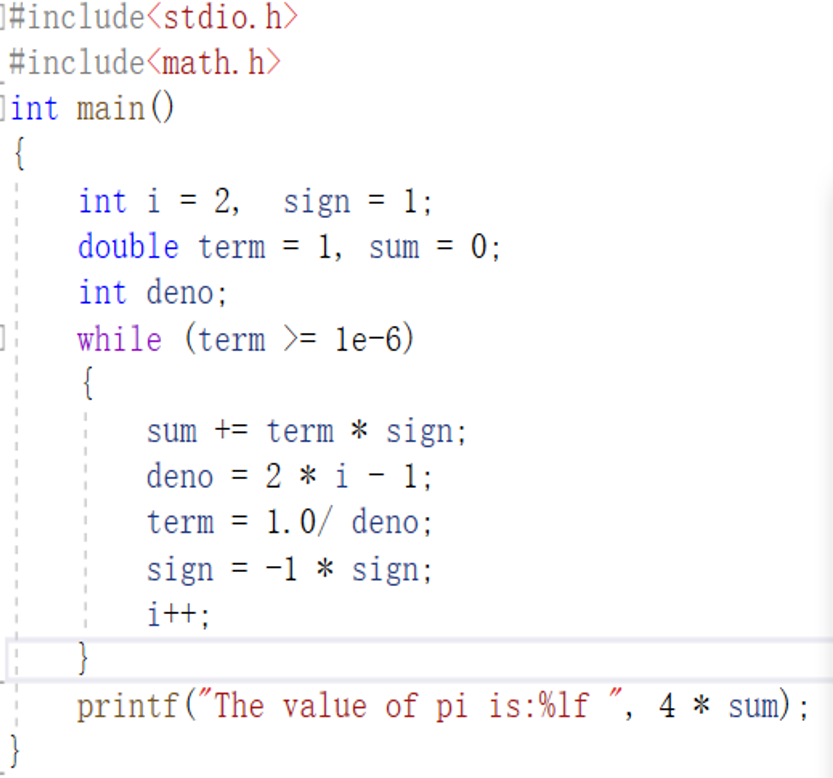 #include<stdio.h>
#include<math.h>
int main()
{
    int i = 2,  sign = 1;
    double term = 1, sum = 0;
    int deno;
    while (term >= 1e-6)
    {
        sum += term * sign;
        deno = 2 * i - 1;
        term = 1.0/ deno;
        sign = -1 * sign;
        i++;
    }
    printf("The value of pi is:%lf ", 4 * sum);
}